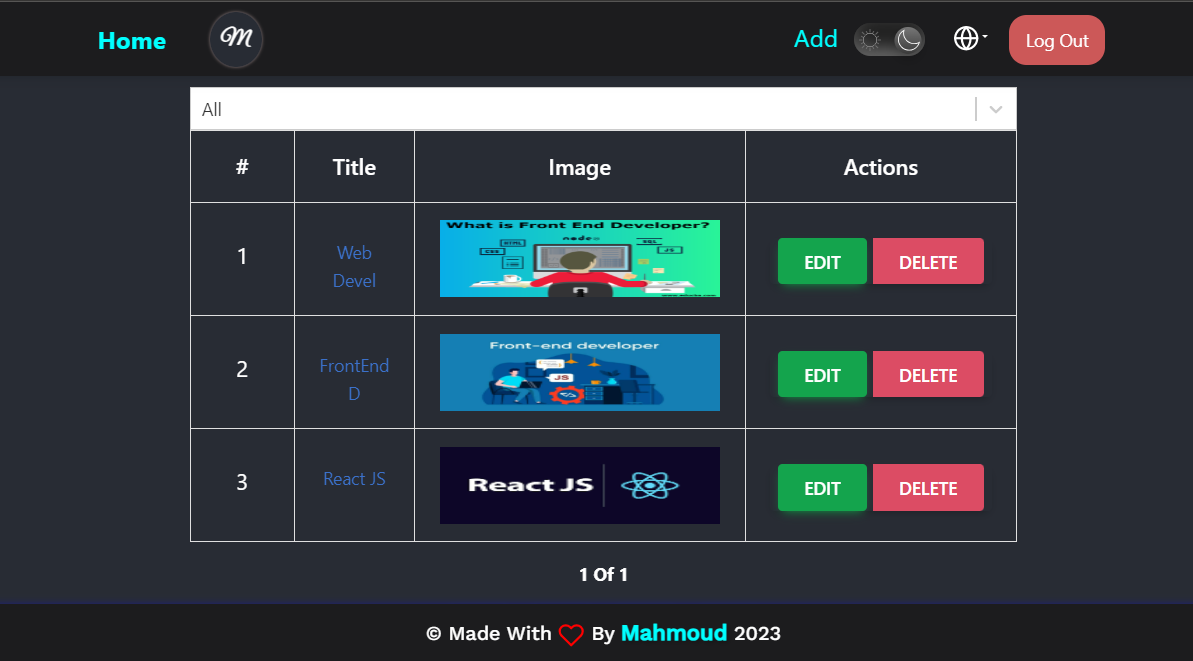 Home
M
Add
Log Out
All
# Title Image Actions
1
Web
Devel
What is Front End Developer?
node
HTML
SQL
CSS
JS
EDIT DELETE
2
FrontEnd
D
Front-end developer
JS
EDIT DELETE
3
React JS
React JS
EDIT DELETE
1 Of 1
© Made With By Mahmoud 2023